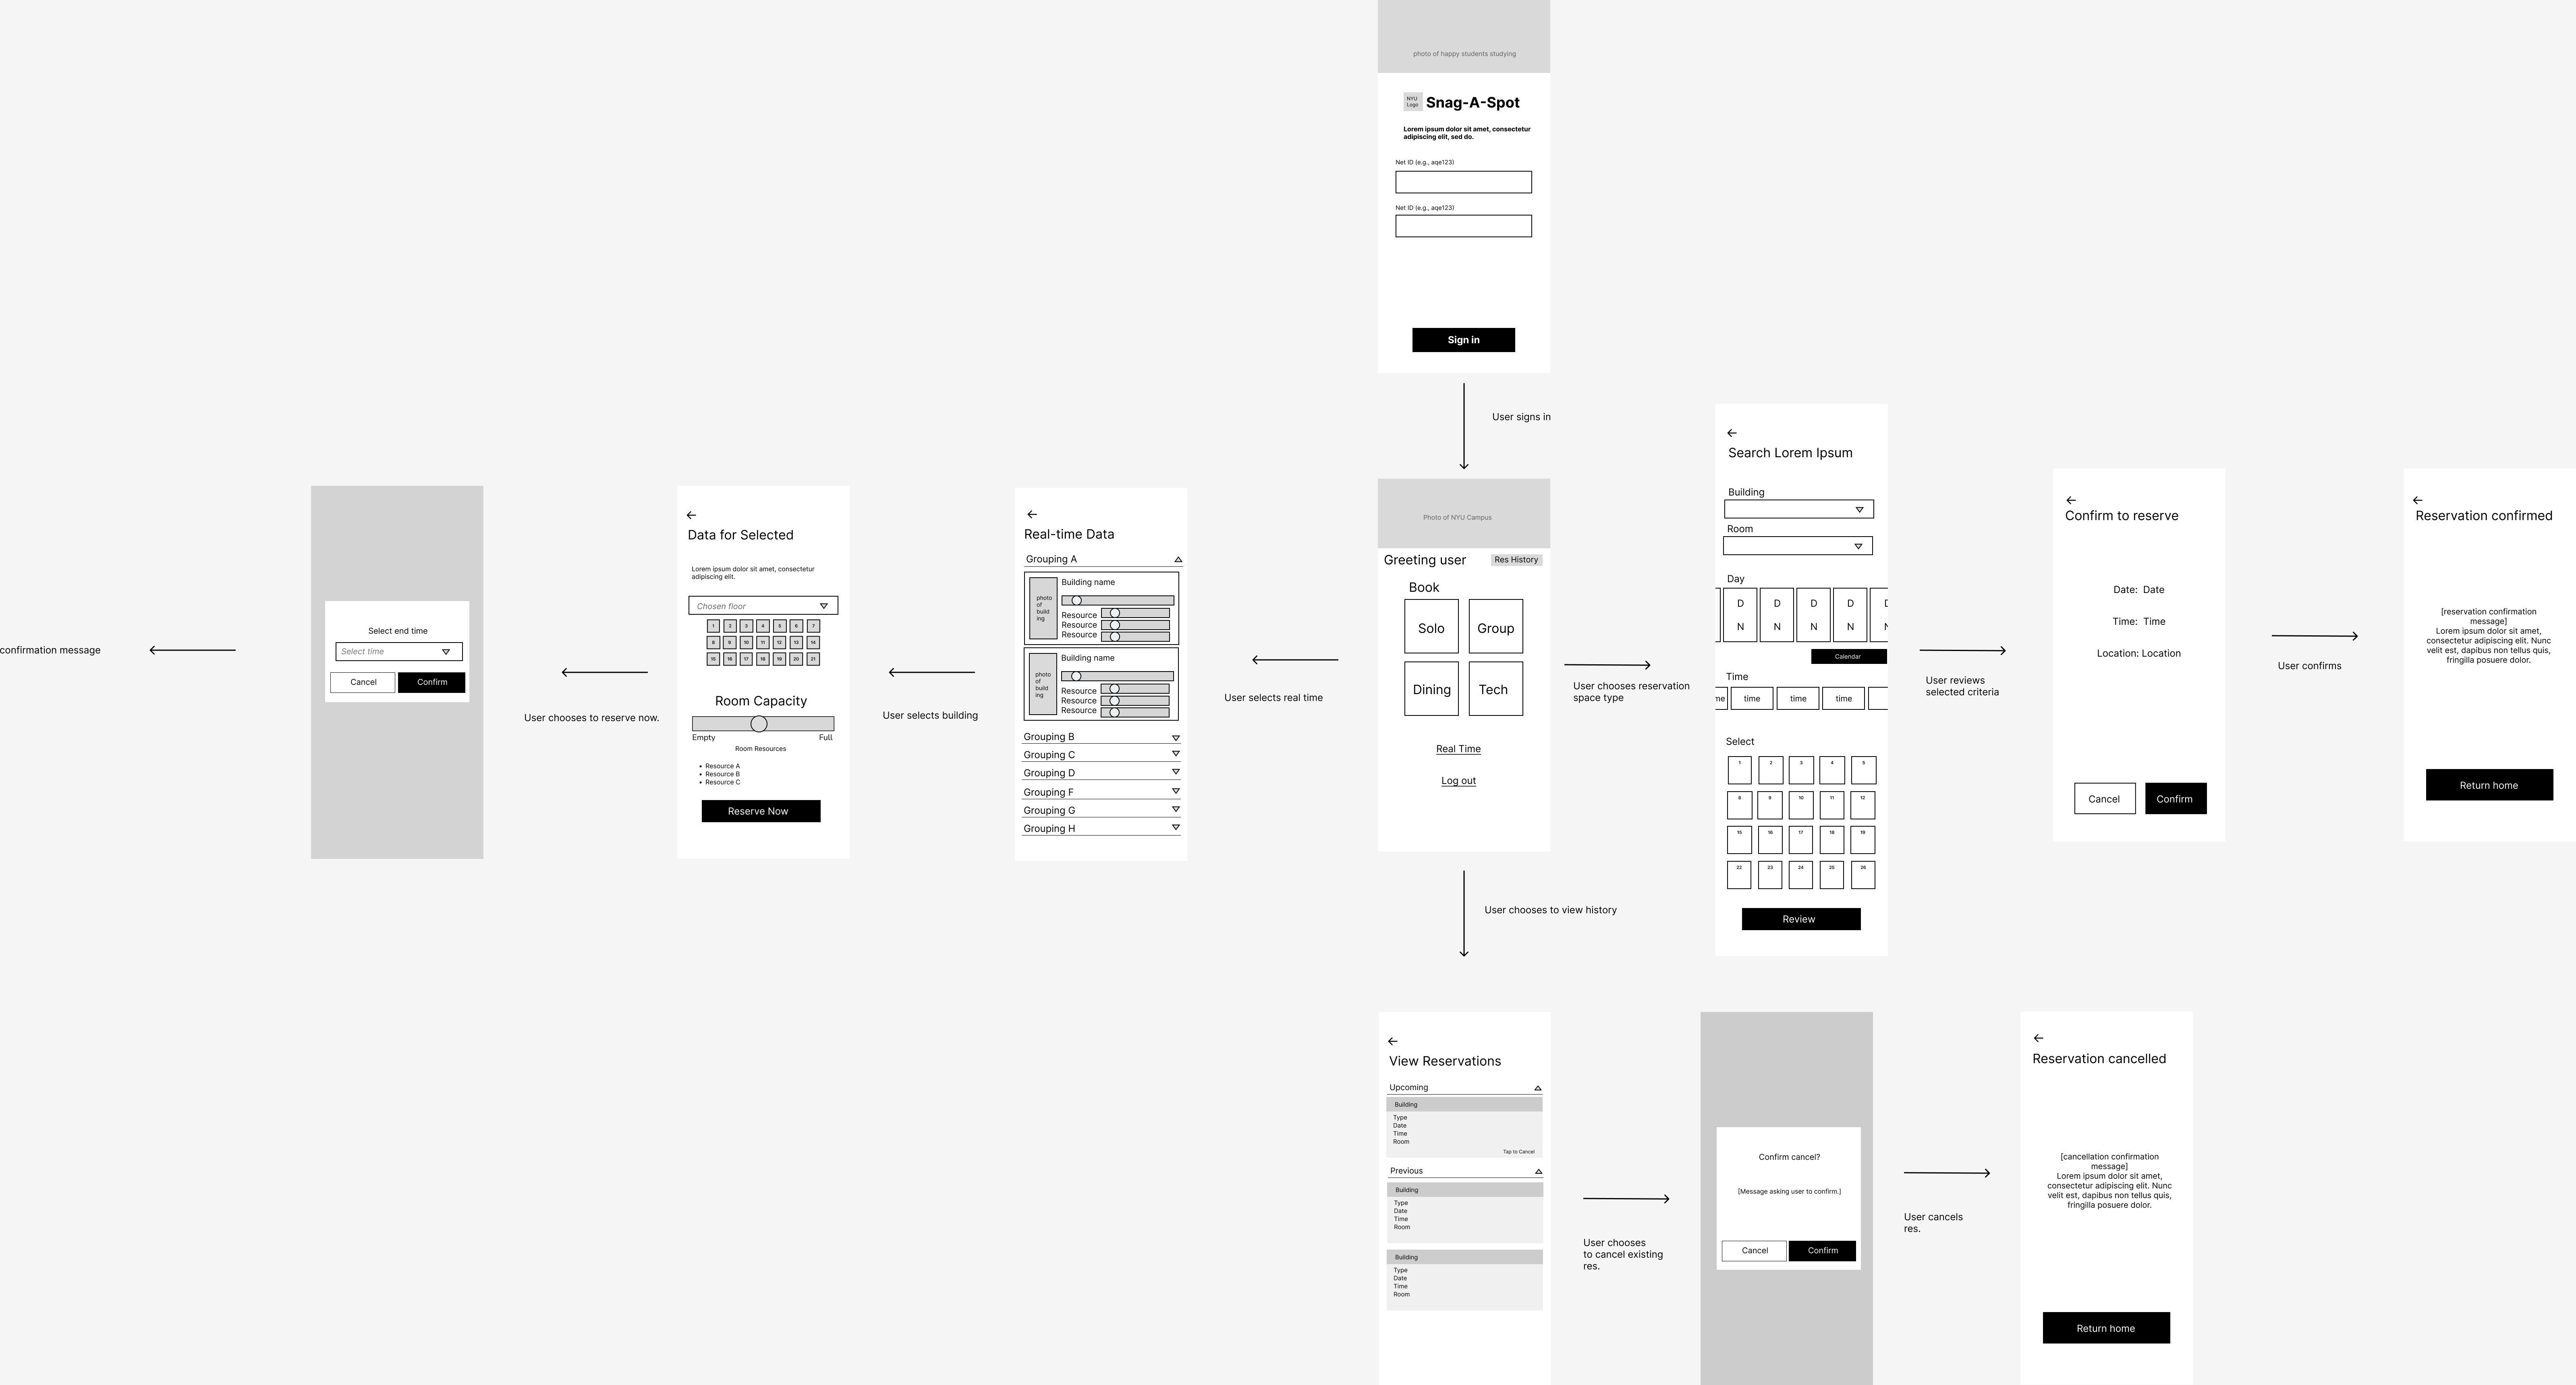 photo of happy students studying
NYU
Logo
Snag-A-Spot
Lorem ipsum dolor sit amet, consectetur
adipiscing elit, sed do.
Net ID (e.g., aqe123)
Net ID (e.g., aqe123)
Sign in
User signs in
confirmation message
Select end time
Select time
Cancel
Confirm
User chooses to reserve now.
Data for Selected
Lorem ipsum dolor sit amet, consectetur
adipiscing elit.
Chosen floor
1 2 3 4 5 6 7
8 9 10 11 12 13 14
15 16 17 18 19 20 21
Room Capacity
Empty
Full
Room Resources
• Resource A
• Resource B
• Resource C
Reserve Now
User selects building
Real-time Data
Grouping A
photo
of
build
ing
Building name
Resource
Resource
Resource
photo
of
build
ing
Building name
Resource
Resource
Resource
Grouping B
Grouping C
Grouping D
Grouping F
Grouping G
Grouping H
User selects real time
Photo of NYU Campus
Greeting user
Res History
Book
Solo
Group
Dining
Tech
Real Time
Log out
User chooses reservation
space type
Search Lorem Ipsum
Building
Room
Day
D D D D D
N N N N N
Calendar
Time
me time time time
Select
1 2 3 4 5
8 9 10 11 12
15 16 17 18 19
22 23 24 25 26
Review
User reviews
selected criteria
Confirm to reserve
Date: Date
Time: Time
Location: Location
Cancel
Confirm
User confirms
Reservation confirmed
[reservation confirmation
message]
Lorem ipsum dolor sit amet,
consectetur adipiscing elit. Nunc
velit est, dapibus non tellus quis,
fringilla posuere dolor.
Return home
User chooses to view history
View Reservations
Upcoming
Building
Type
Date
Time
Room
Tap to Cancel
Previous
Building
Type
Date
Time
Room
Building
Type
Date
Time
Room
User chooses
to cancel existing
res.
Confirm cancel?
[Message asking user to confirm.]
Cancel
Confirm
User cancels
res.
Reservation cancelled
[cancellation confirmation
message]
Lorem ipsum dolor sit amet,
consectetur adipiscing elit. Nunc
velit est, dapibus non tellus quis,
fringilla posuere dolor.
Return home